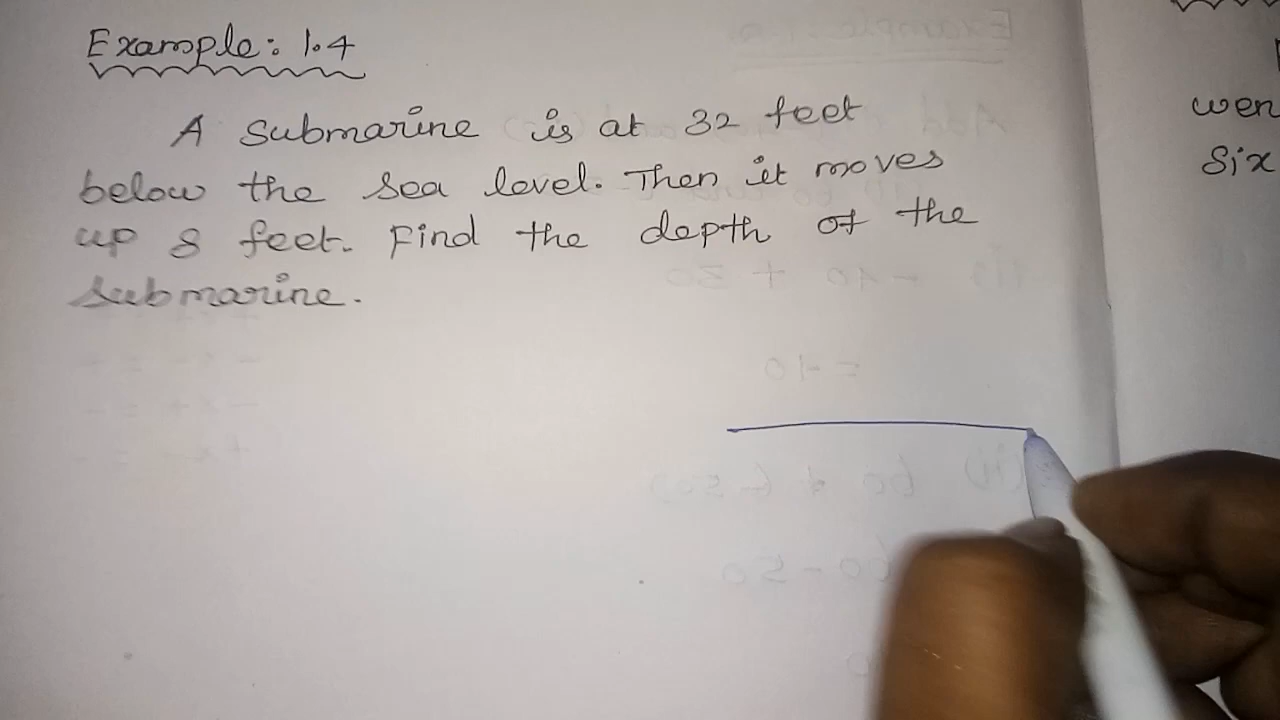 Example: 1.4
A submarine is at 32 feet
below the sea level. Then it moves
up 8 feet. Find the depth of the
submarine.
wen
six